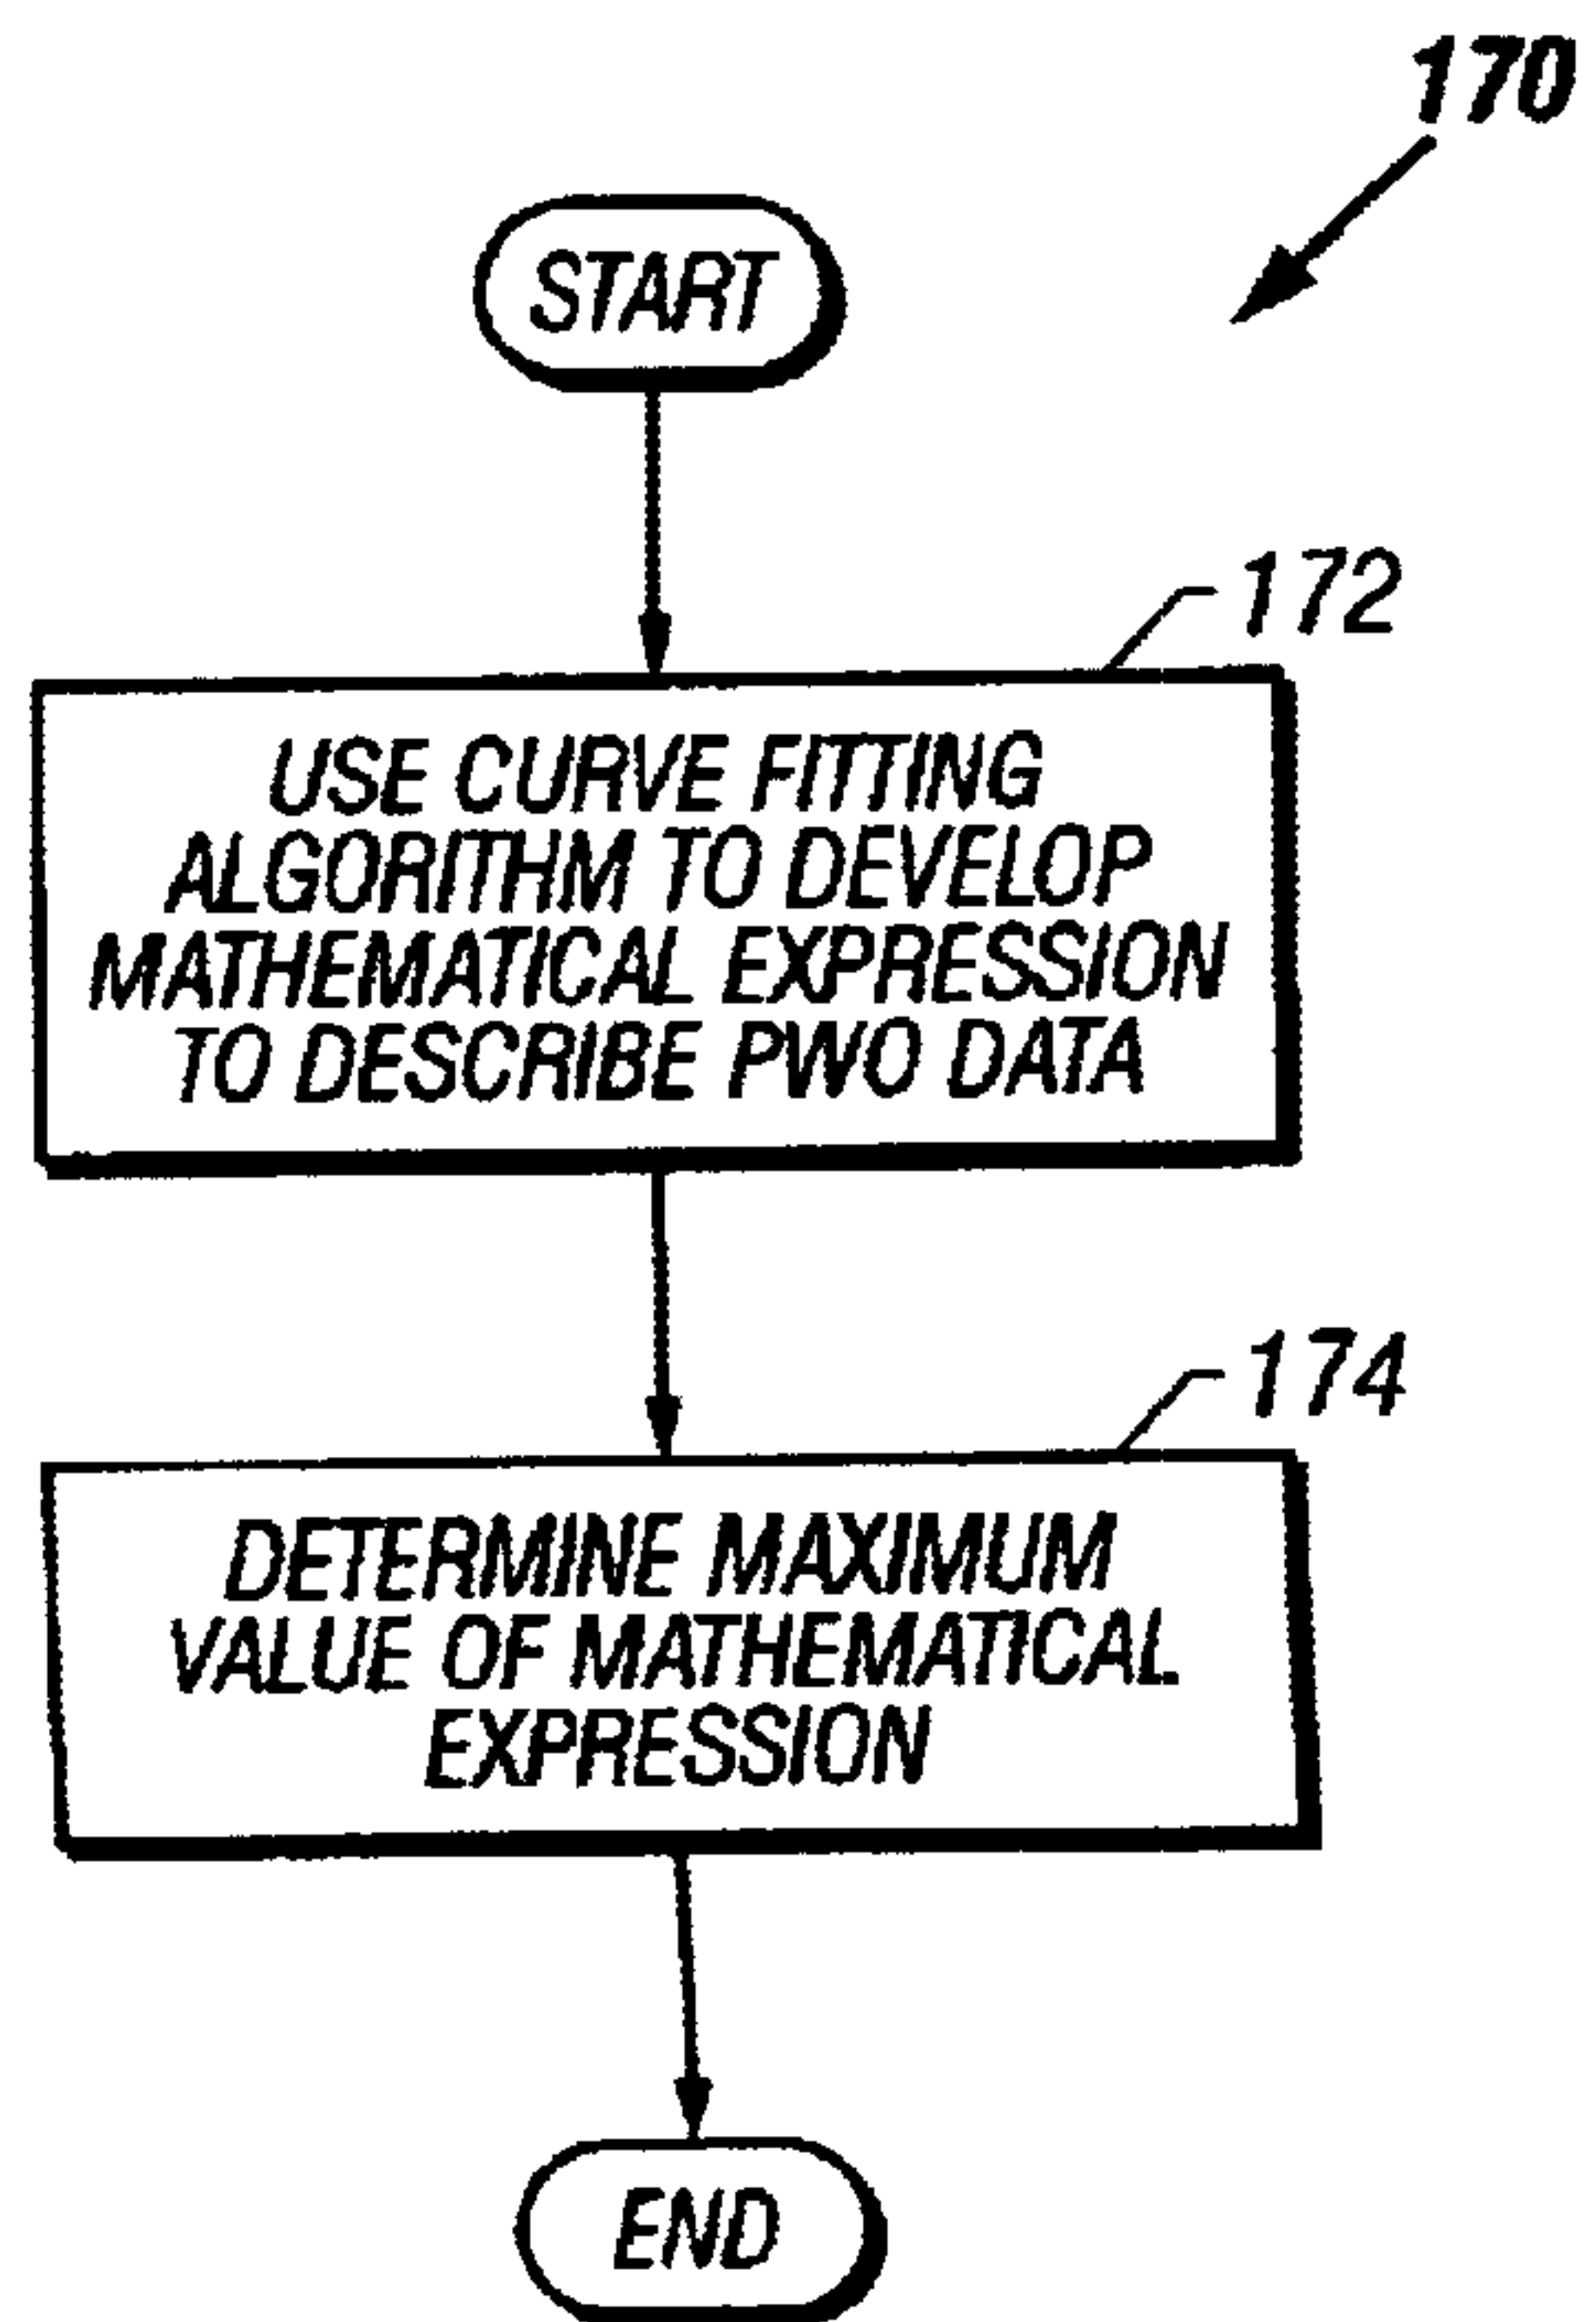 170
START
172
USE CURVE FITTING
ALGORITHM TO DEVELOP
MATHEMATICAL EXPRESSION
TO DESCRIBE PWO DATA
174
DETERMINE MAXIMUM
VALUE OF MATHEMATICAL
EXPRESSION
END